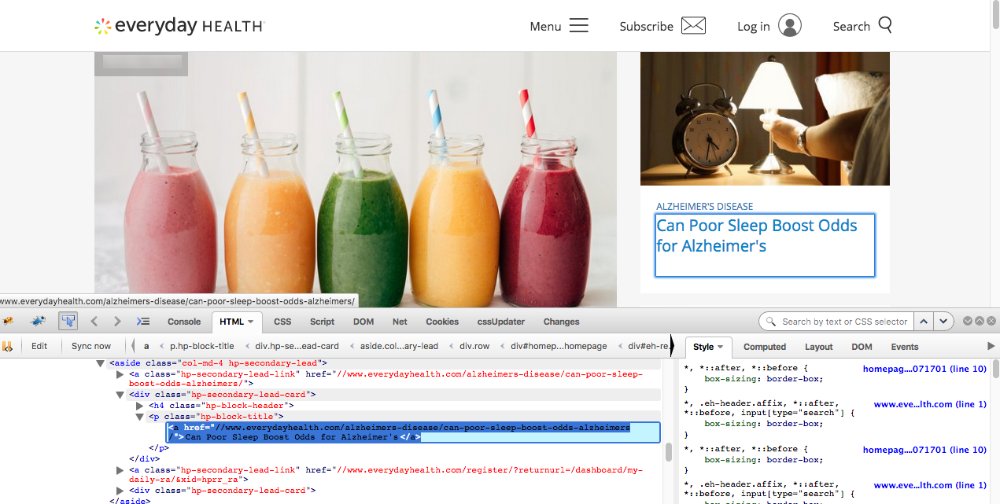 everyday HEALTH
Menu
Subscribe
Log in
Search
ALZHEIMER'S DISEASE
Can Poor Sleep Boost Odds
for Alzheimer's
www.everydayhealth.com/alzheimers-disease/can-poor-sleep-boost-odds-alzheimers/
Console HTML CSS Script DOM Net Cookies cssUpdater Changes
Search by text or CSS selector
Edit Sync now a < p.hp-block-title < div.hp-se...ead-card < aside.col...ary-lead < div.row < div#homep...homepage < div#eh-re.
Style Computed Layout DOM Events
<aside class="col-md-4 hp-secondary-lead">
<a class="hp-secondary-lead-link" href="//www.everydayhealth.com/alzheimers-disease/can-poor-sleep-
boost-odds-alzheimers/">
<div class="hp-secondary-lead-card">
<h4 class="hp-block-header">
<p class="hp-block-title">
<a href="//www.everydayhealth.com/alzheimers-disease/can-poor-sleep-boost-odds-alzheimers
/">Can Poor Sleep Boost Odds for Alzheimer's </a>
</p>
</div>
<a class="hp-secondary-lead-link" href="//www.everydayhealth.com/register/?returnurl=/dashboard/my-
daily-ra/&xid=hprr_ra">
<div class="hp-secondary-lead-card">
</aside>
*, *::after, *::before { homepag....071701 (line 10)
box-sizing: border-box;
}
*, .eh-header.affix, *::after, www.eve...lth.com (line 1)
*::before, input[type="search"] {
box-sizing: border-box;
}
*, *::after, *::before { homepag....071701 (line 10)
box-sizing: border-box;
}
*, .eh-header.affix, *::after, www.eve...lth.com (line 1)
*::before, input[type="search"] {
box-sizing: border-box;